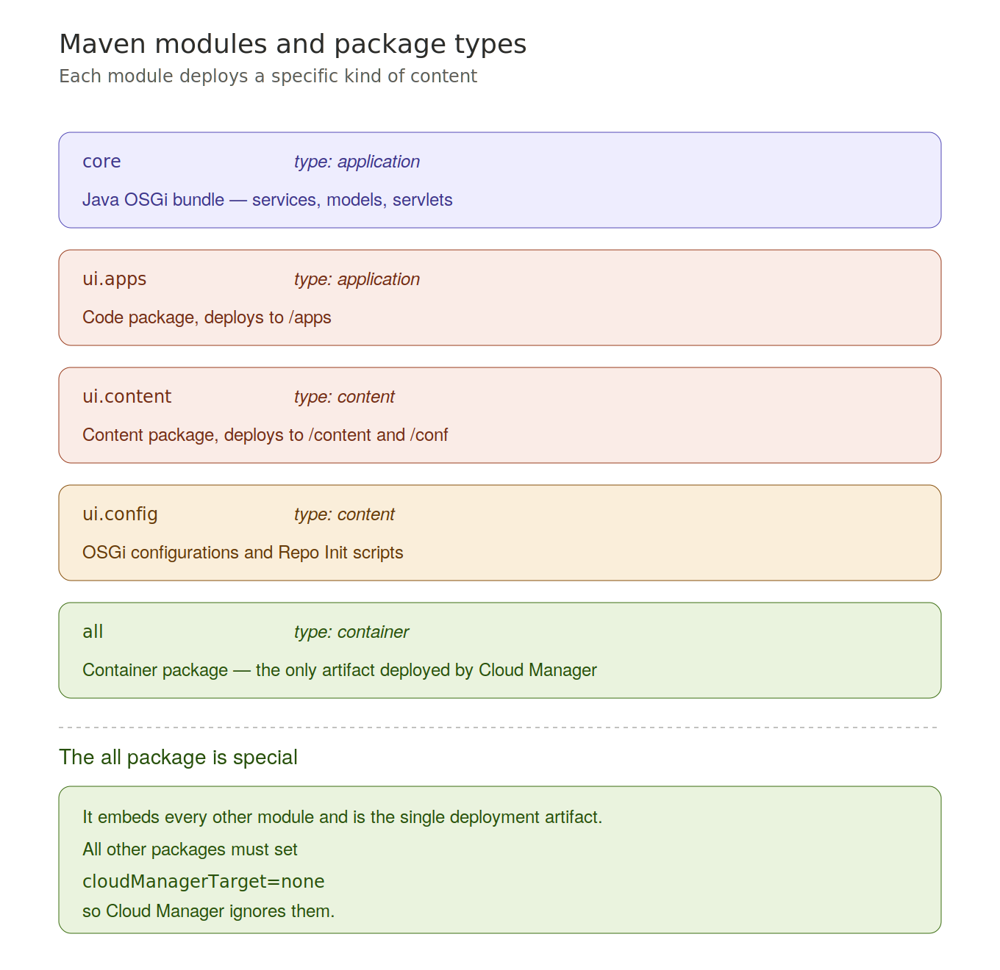 Maven modules and package types
Each module deploys a specific kind of content
core type: application
Java OSGi bundle — services, models, servlets
ui.apps type: application
Code package, deploys to /apps
ui.content type: content
Content package, deploys to /content and /conf
ui.config type: content
OSGi configurations and Repo Init scripts
all type: container
Container package — the only artifact deployed by Cloud Manager
The all package is special
It embeds every other module and is the single deployment artifact.
All other packages must set
cloudManagerTarget=none
so Cloud Manager ignores them.